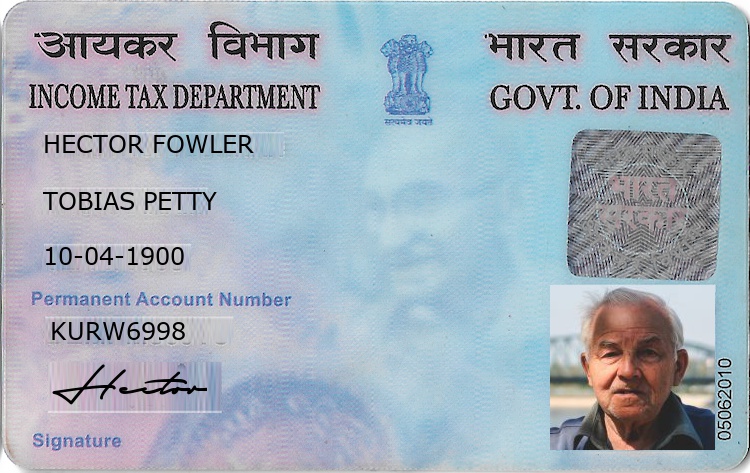 आयकर विभाग भारत सरकार
INCOME TAX DEPARTMENT GOVT. OF INDIA
सत्यमेव जयते
HECTOR FOWLER
TOBIAS PETTY
10-04-1900
भारत
सरकार
Permanent Account Number
KURW6998
Hector
Signature
05062010